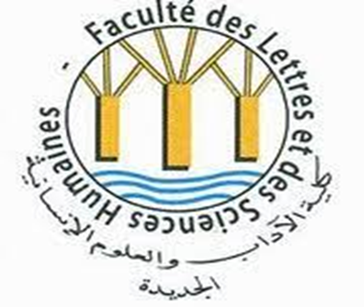 Faculté des Lettres et des Sciences Humaines -
كلية الآداب والعلوم الإنسانية
الجديدة